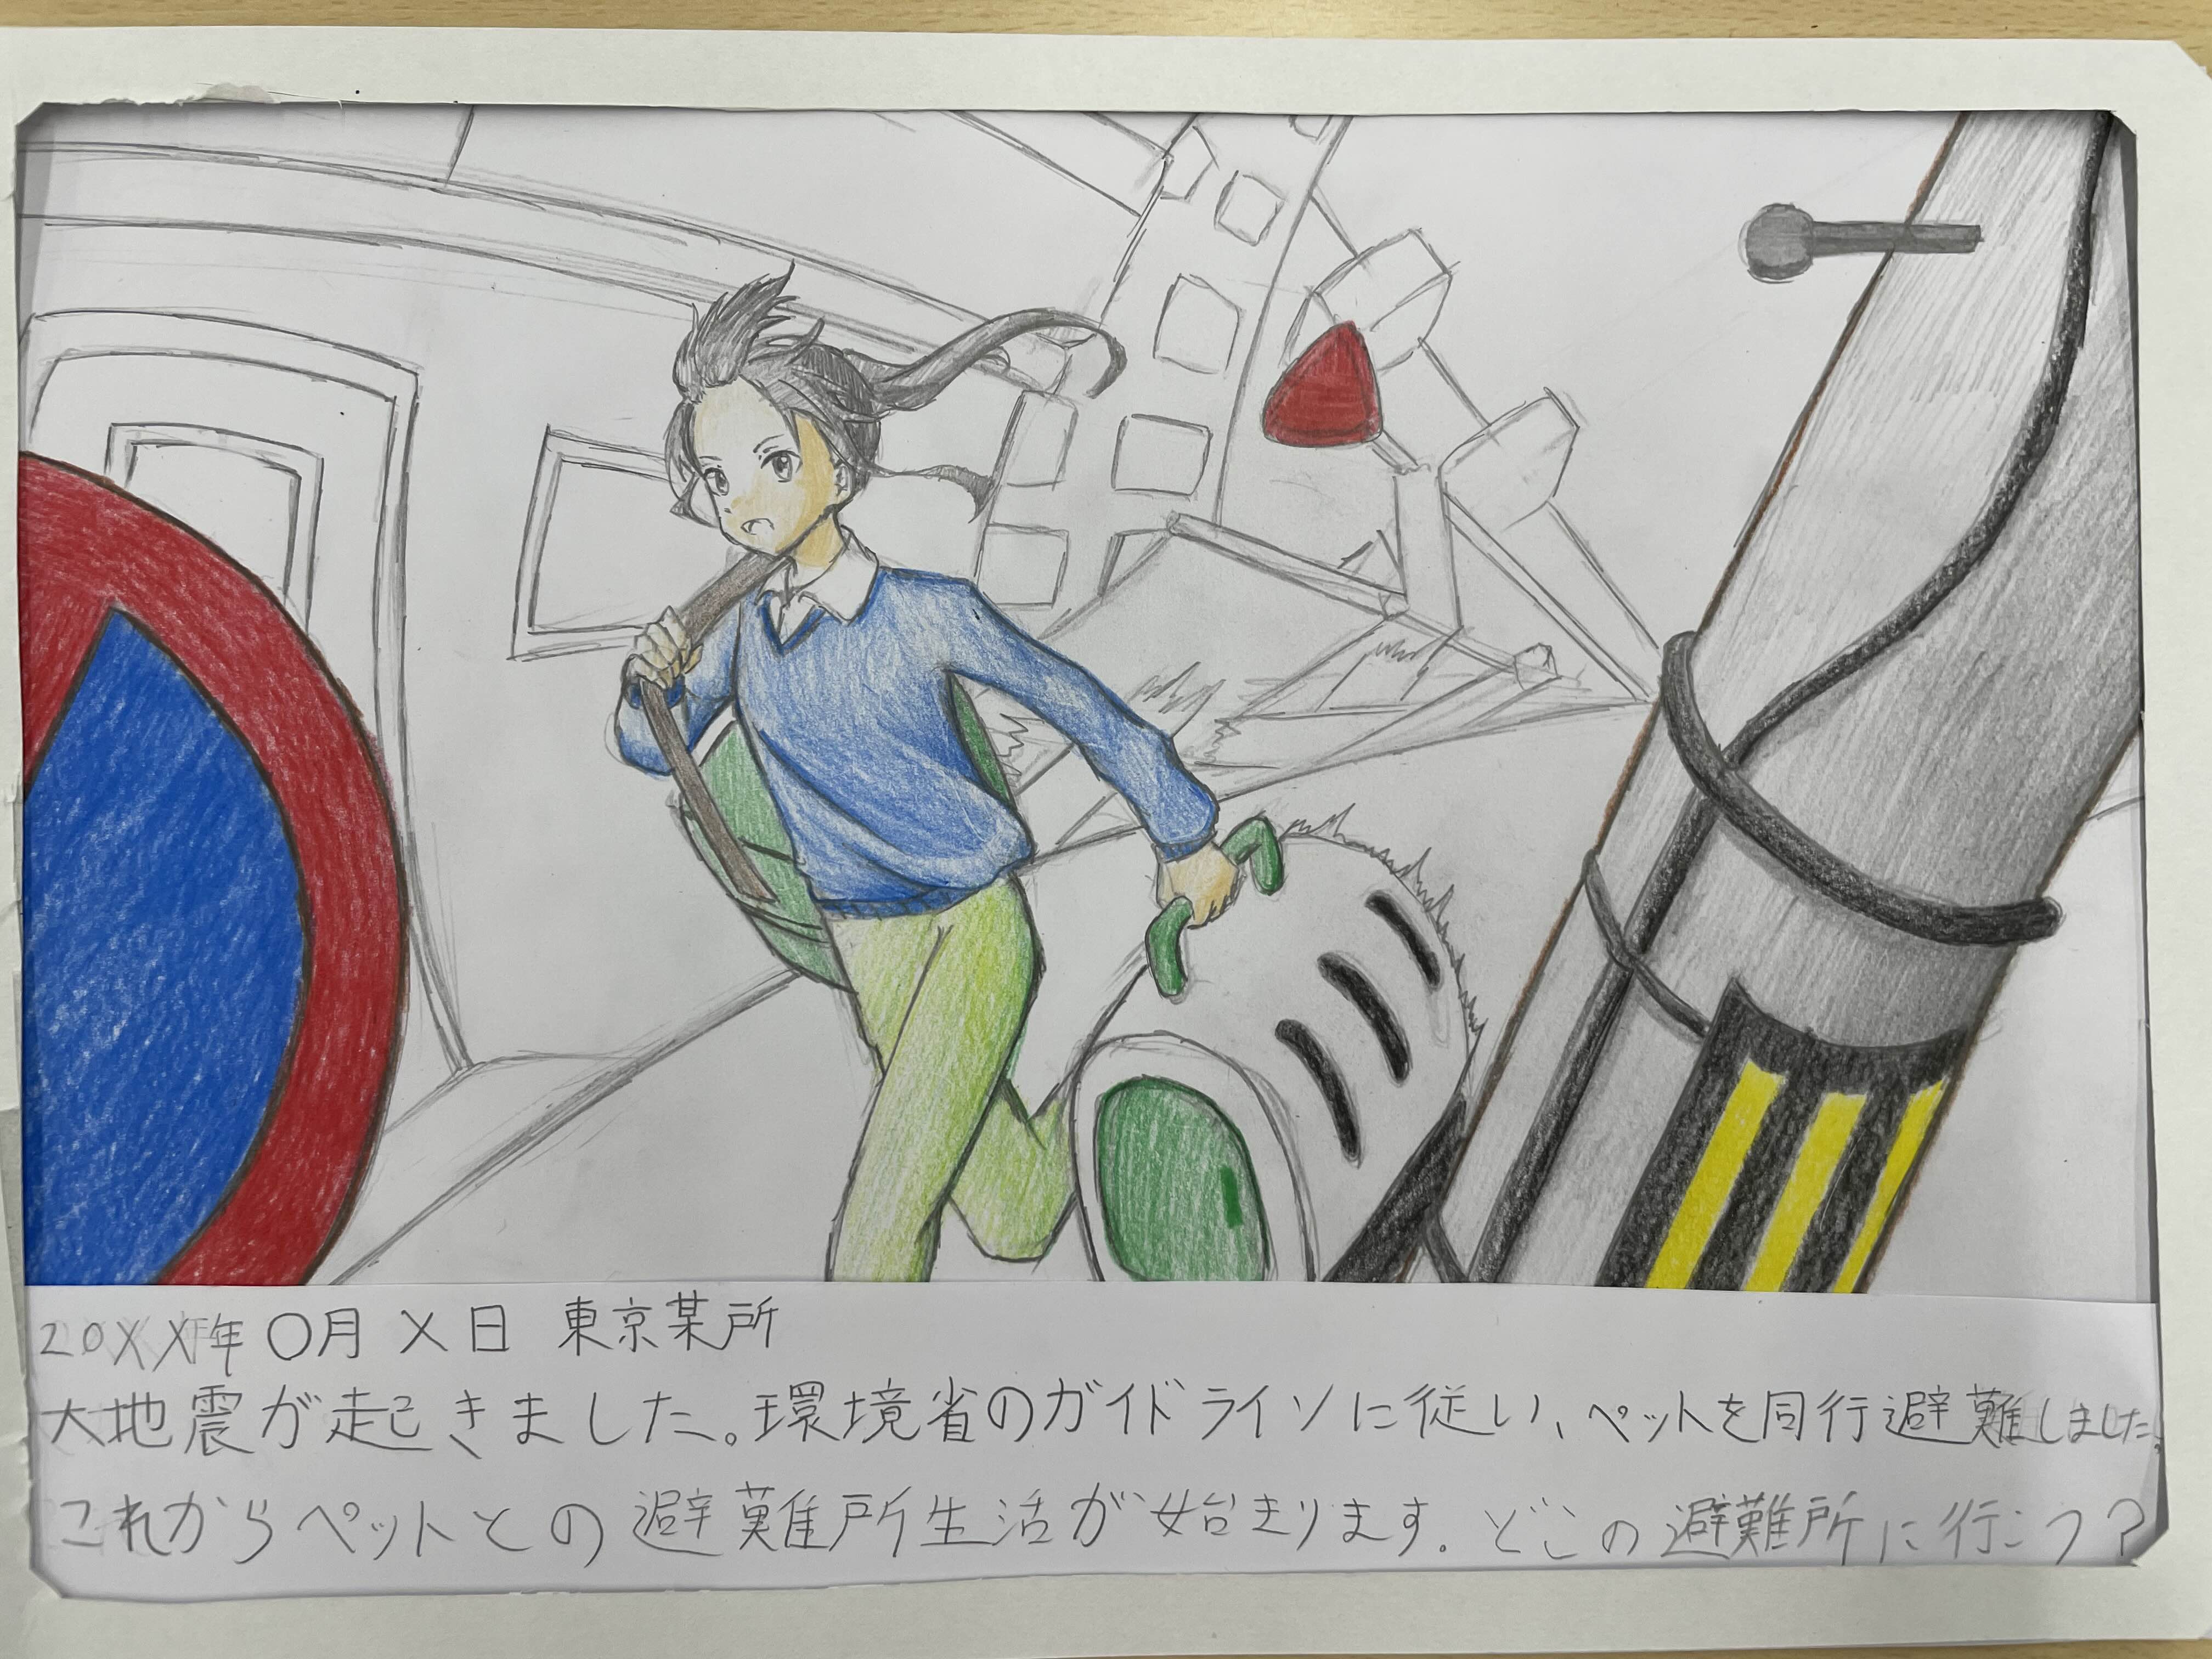 20XX年 〇月 X日 東京某所
大地震が起きました。環境省のガイドラインに従い、ペットを同行避難しました。
これからペットとの避難所生活が始まります。どこの避難所に行こう?